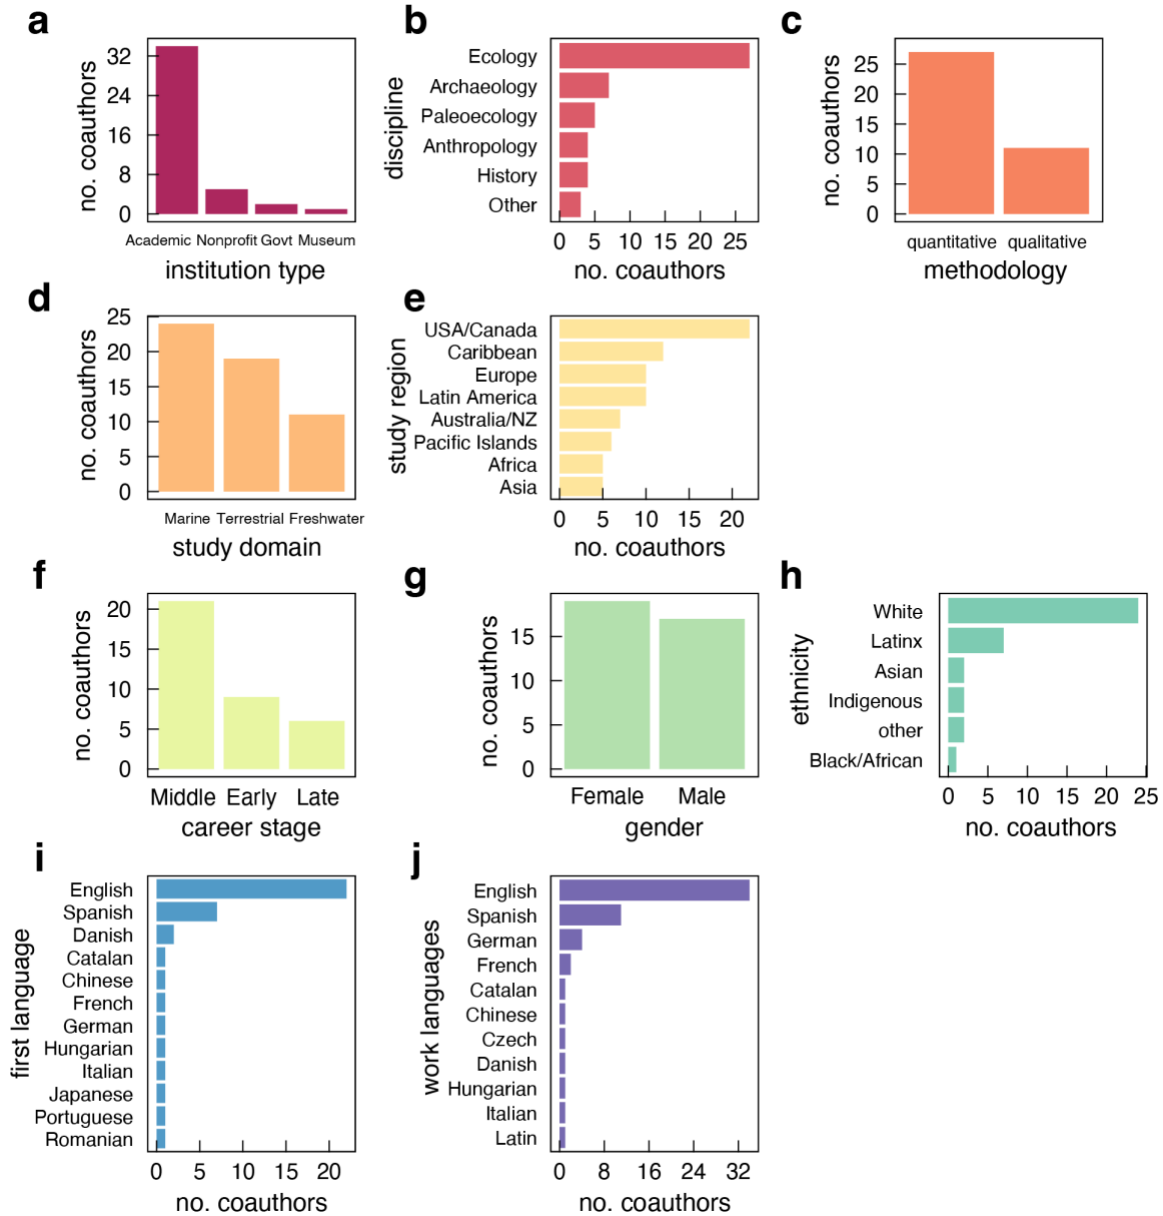 a
32
24
16
8
0
no. coauthors
Academic Nonprofit Govt Museum
institution type
b
discipline
Ecology
Archaeology
Paleoecology
Anthropology
History
Other
0 5 10 15 20 25
no. coauthors
c
25
20
15
10
5
0
no. coauthors
quantitative qualitative
methodology
d
25
20
15
10
5
0
no. coauthors
Marine Terrestrial Freshwater
study domain
e
study region
USA/Canada
Caribbean
Europe
Latin America
Australia/NZ
Pacific Islands
Africa
Asia
0 5 10 15 20
no. coauthors
f
20
15
10
5
0
no. coauthors
Middle Early Late
career stage
g
15
10
5
0
no. coauthors
Female Male
gender
h
ethnicity
White
Latinx
Asian
Indigenous
other
Black/African
0 5 10 15 20 25
no. coauthors
i
first language
English
Spanish
Danish
Catalan
Chinese
French
German
Hungarian
Italian
Japanese
Portuguese
Romanian
0 5 10 15 20
no. coauthors
j
work languages
English
Spanish
German
French
Catalan
Chinese
Czech
Danish
Hungarian
Italian
Latin
0 8 16 24 32
no. coauthors